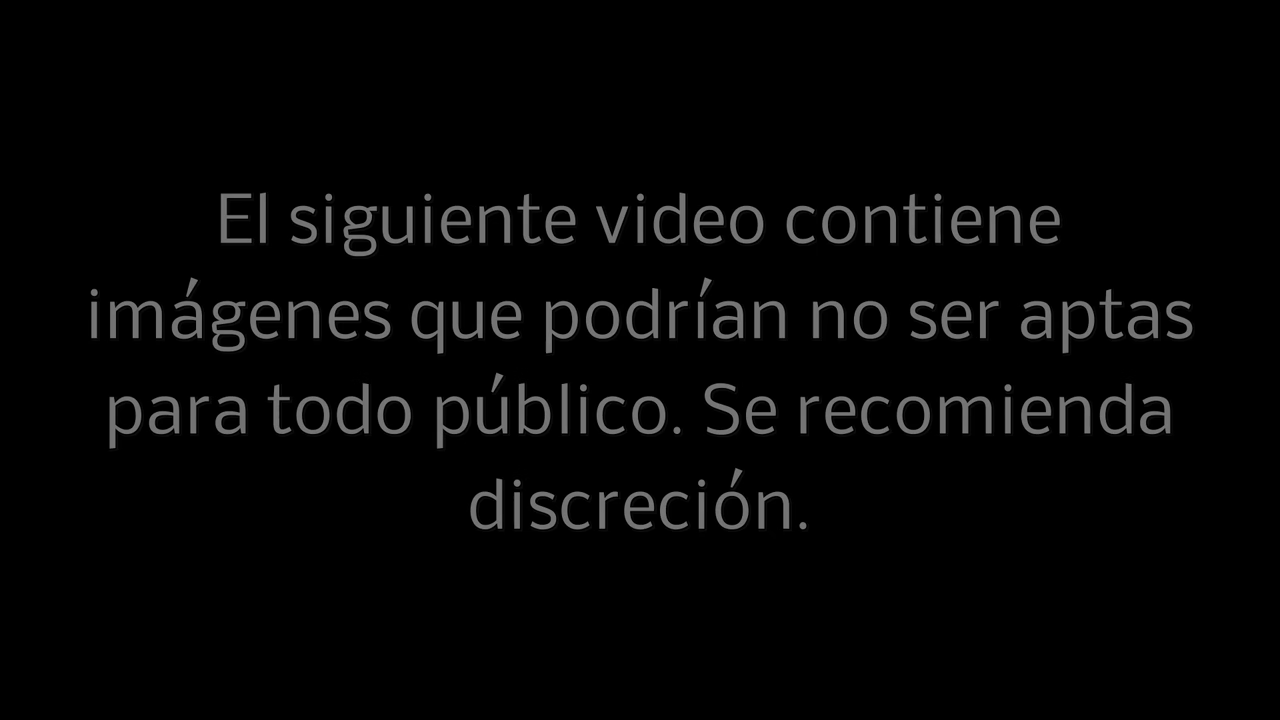 El siguiente video contiene
imágenes que podrían no ser aptas
para todo público. Se recomienda
discreción.